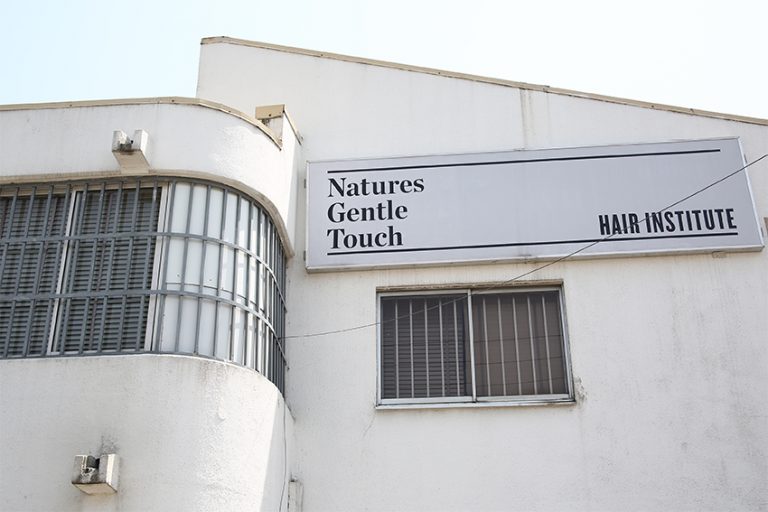 Natures
Gentle
Touch
HAIR INSTITUTE